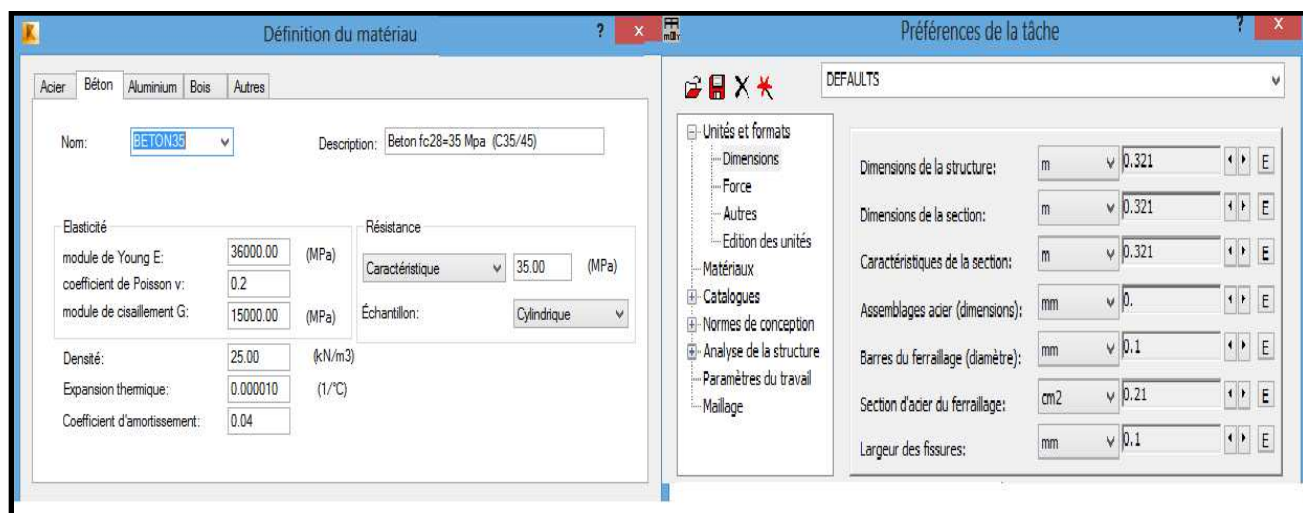 Définition du matériau ? x
Acier Béton Aluminium Bois Autres
Nom: BETON35 Description: Beton fc28=35 Mpa (C35/45)
Elasticité
module de Young E: 36000.00 (MPa)
coefficient de Poisson v: 0.2
module de cisaillement G: 15000.00 (MPa)
Résistance
Caractéristique 35.00 (MPa)
Échantillon: Cylindrique
Densité: 25.00 (kN/m3)
Expansion thermique: 0.000010 (1/°C)
Coefficient d'amortissement: 0.04
Préférences de la tâche ? x
DEFAULTS
Unités et formats
Dimensions
Force
Autres
Edition des unités
Matériaux
Catalogues
Normes de conception
Analyse de la structure
Paramètres du travail
Maillage
Dimensions de la structure: m 0.321 E
Dimensions de la section: m 0.321 E
Caractéristiques de la section: m 0.321 E
Assemblages acier (dimensions): mm 0. E
Barres du ferraillage (diamètre): mm 0.1 E
Section d'acier du ferraillage: cm2 0.21 E
Largeur des fissures: mm 0.1 E